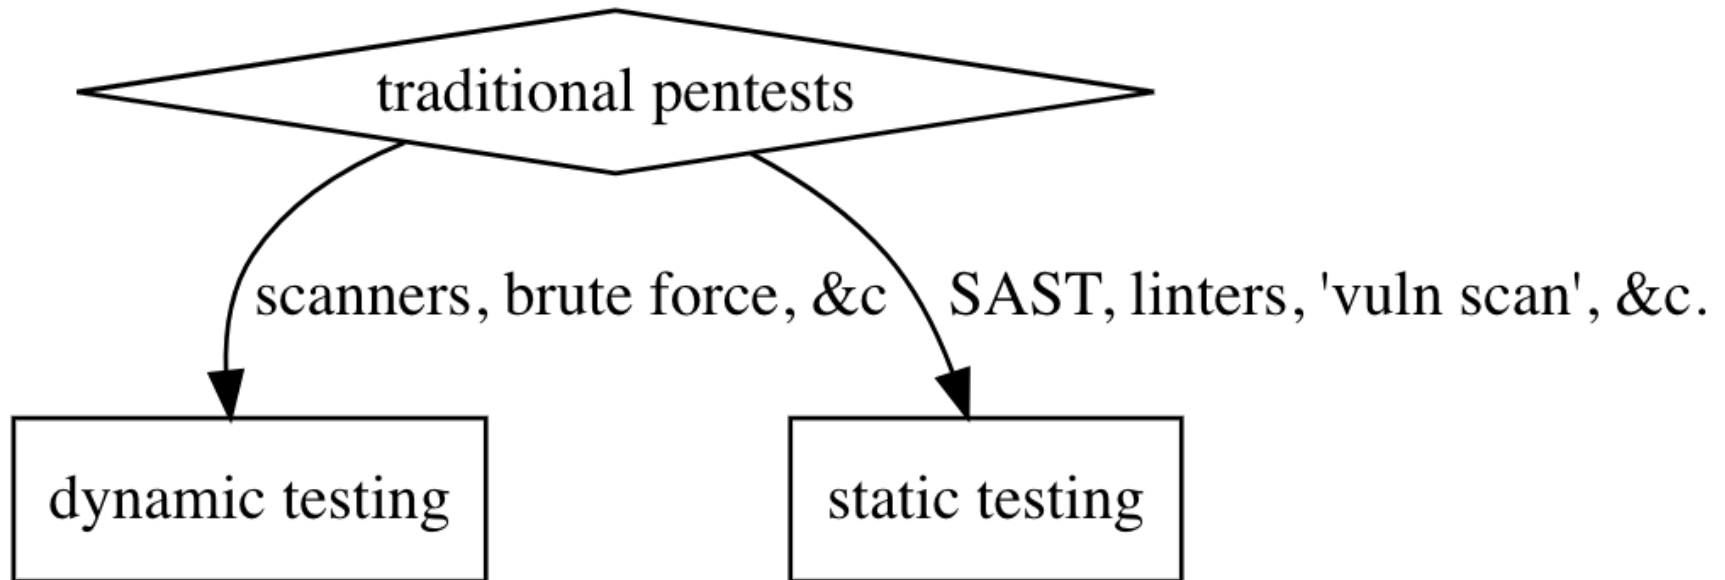 traditional pentests
scanners, brute force, &c
SAST, linters, 'vuln scan', &c.
dynamic testing
static testing